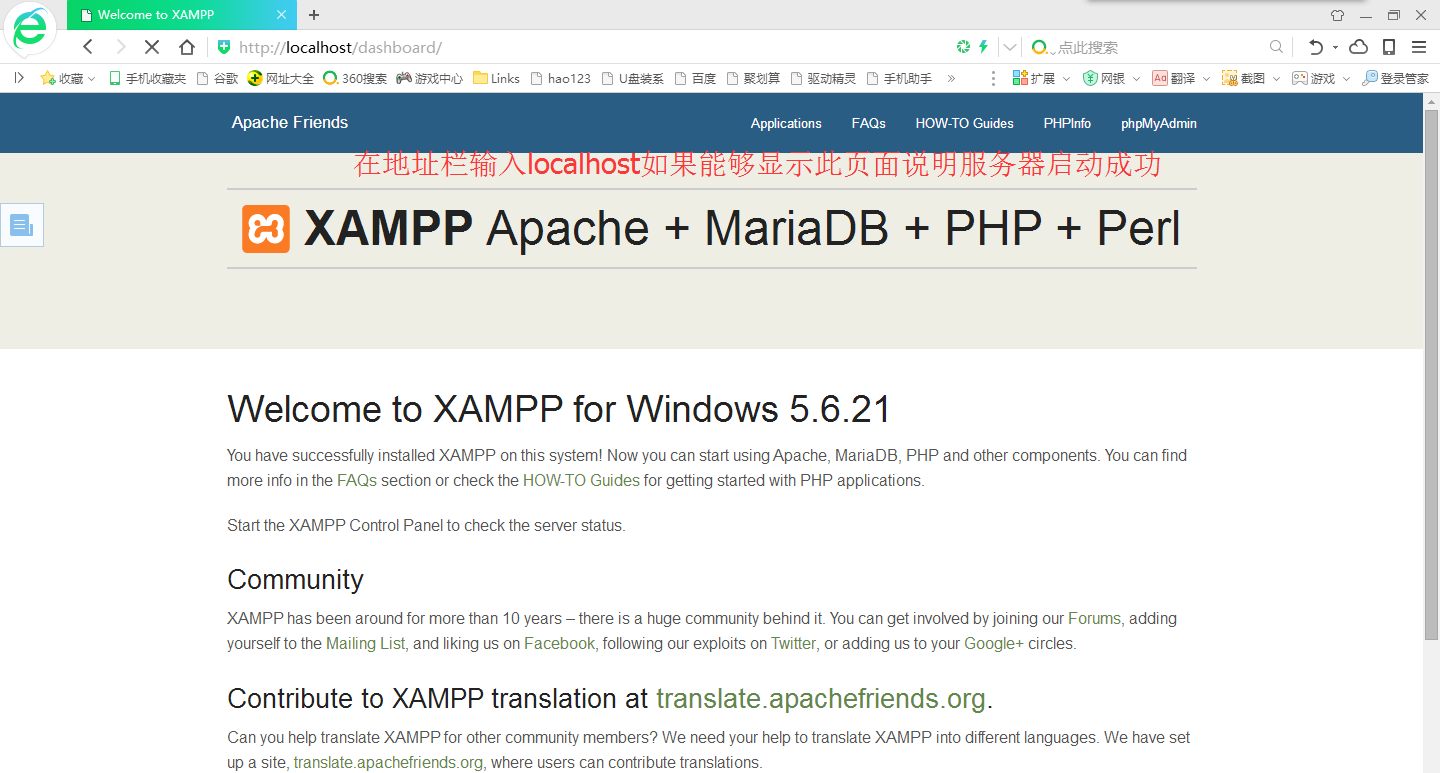 Welcome to XAMPP
http://localhost/dashboard/
点此搜索
收藏 手机收藏夹 谷歌 网址大全 360搜索 游戏中心 Links hao123 U盘装系 百度 聚划算 驱动精灵 手机助手 » 扩展 网银 Aa 翻译 截图 游戏 登录管家
Apache Friends Applications FAQs HOW-TO Guides PHPInfo phpMyAdmin
在地址栏输入localhost如果能够显示此页面说明服务器启动成功
XAMPP Apache + MariaDB + PHP + Perl
Welcome to XAMPP for Windows 5.6.21
You have successfully installed XAMPP on this system! Now you can start using Apache, MariaDB, PHP and other components. You can find
more info in the FAQs section or check the HOW-TO Guides for getting started with PHP applications.
Start the XAMPP Control Panel to check the server status.
Community
XAMPP has been around for more than 10 years – there is a huge community behind it. You can get involved by joining our Forums, adding
yourself to the Mailing List, and liking us on Facebook, following our exploits on Twitter, or adding us to your Google+ circles.
Contribute to XAMPP translation at translate.apachefriends.org.
Can you help translate XAMPP for other community members? We need your help to translate XAMPP into different languages. We have set
up a site, translate.apachefriends.org, where users can contribute translations.